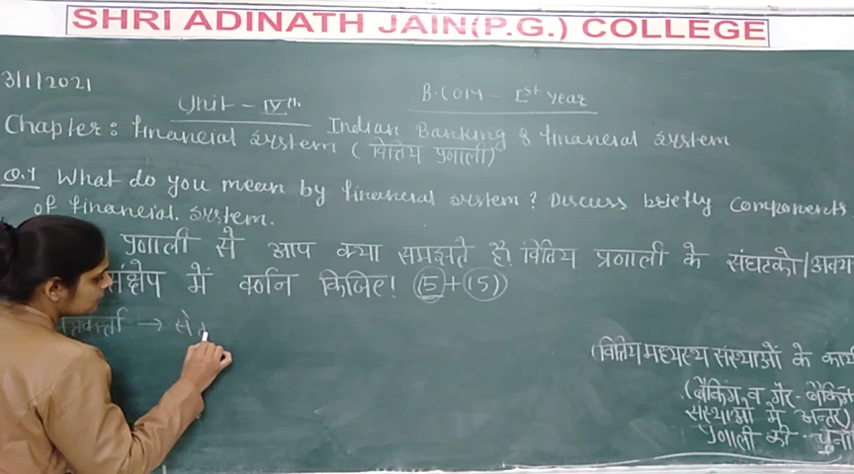 SHRI ADINATH JAIN(P.G.) COLLEGE
3/1/2021
Unit - IVth
B.COM - Ist year
Chapter: financial system Indian Banking & financial system
(वित्तिय प्रणाली)
Q.1 What do you mean by financial system? Discuss briefly components
of financial system.
प्रणाली से आप क्या समझते है। वित्तिय प्रणाली के संघटको/अवय
संक्षेप में वर्णन किजिए! (5)+(15)
→ से
(वित्तिय मध्यस्थ संस्थाओं के कार्य
(बैंकिंग व गैर-बैंकिंग
संस्थाओं में अन्तर)
प्रणाली की